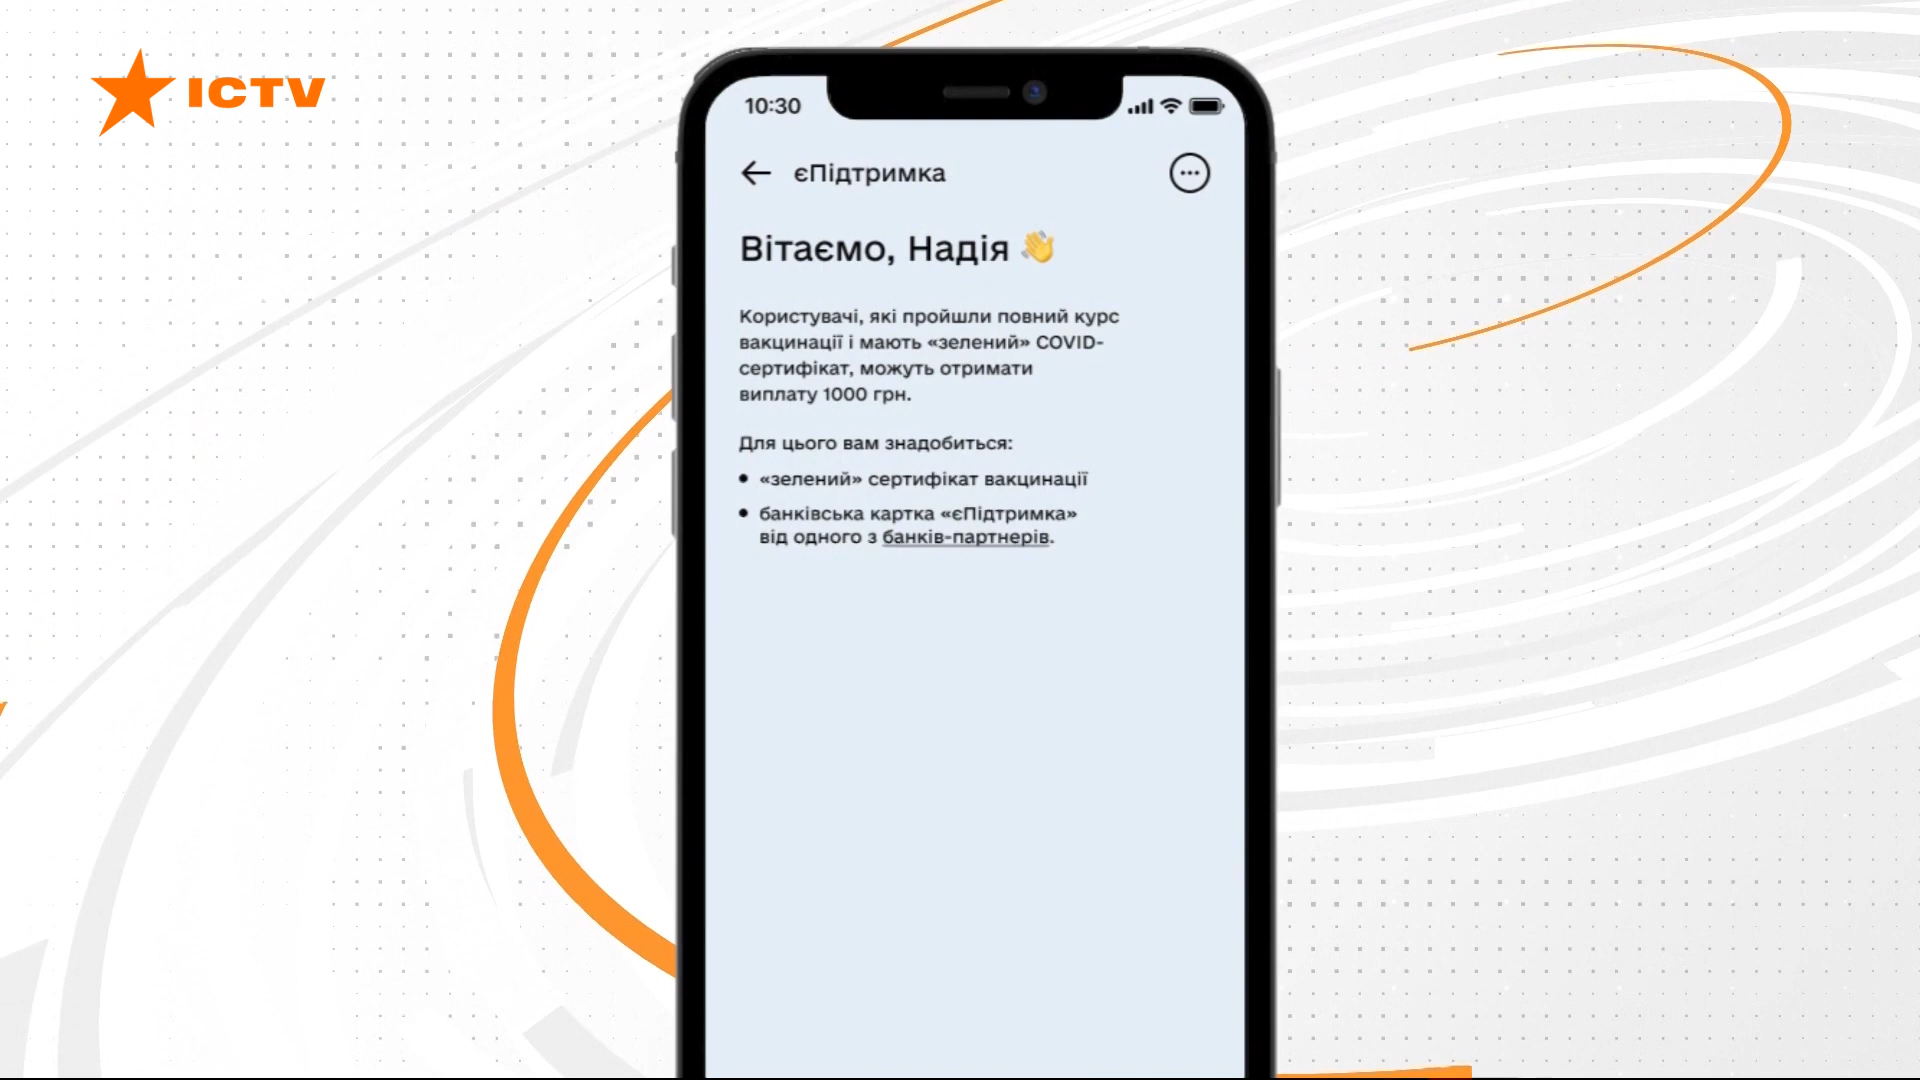 ICTV
10:30
єПідтримка
Вітаємо, Надія 👋
Користувачі, які пройшли повний курс
вакцинації і мають «зелений» COVID-
сертифікат, можуть отримати
виплату 1000 грн.
Для цього вам знадобиться:
• «зелений» сертифікат вакцинації
• банківська картка «єПідтримка»
від одного з банків-партнерів.